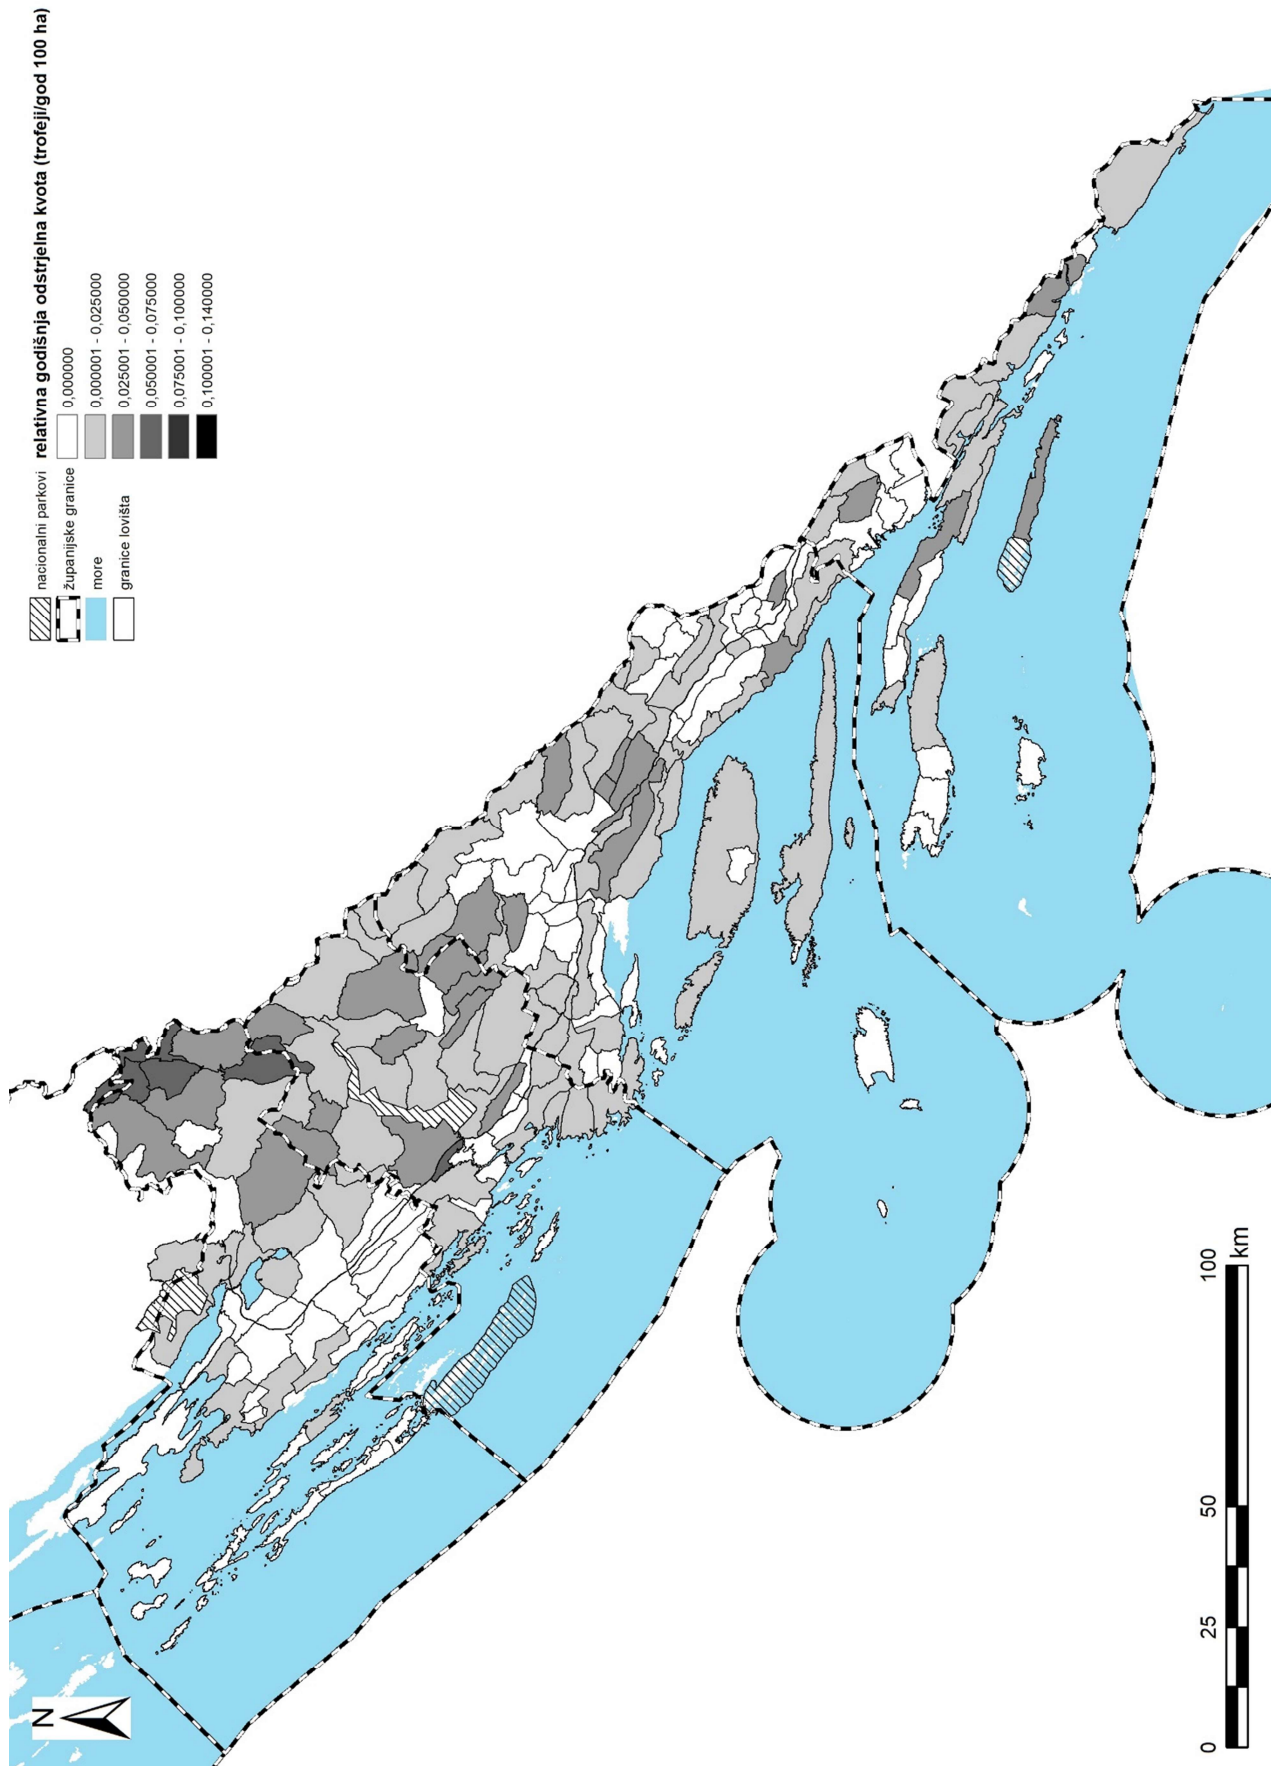 nacionalni parkovi
županijske granice
more
granice lovišta
relativna godišnja odstrjelna kvota (trofeji/god 100 ha)
0,000000
0,000001 - 0,025000
0,025001 - 0,050000
0,050001 - 0,075000
0,075001 - 0,100000
0,100001 - 0,140000
N
0 25 50 100
km